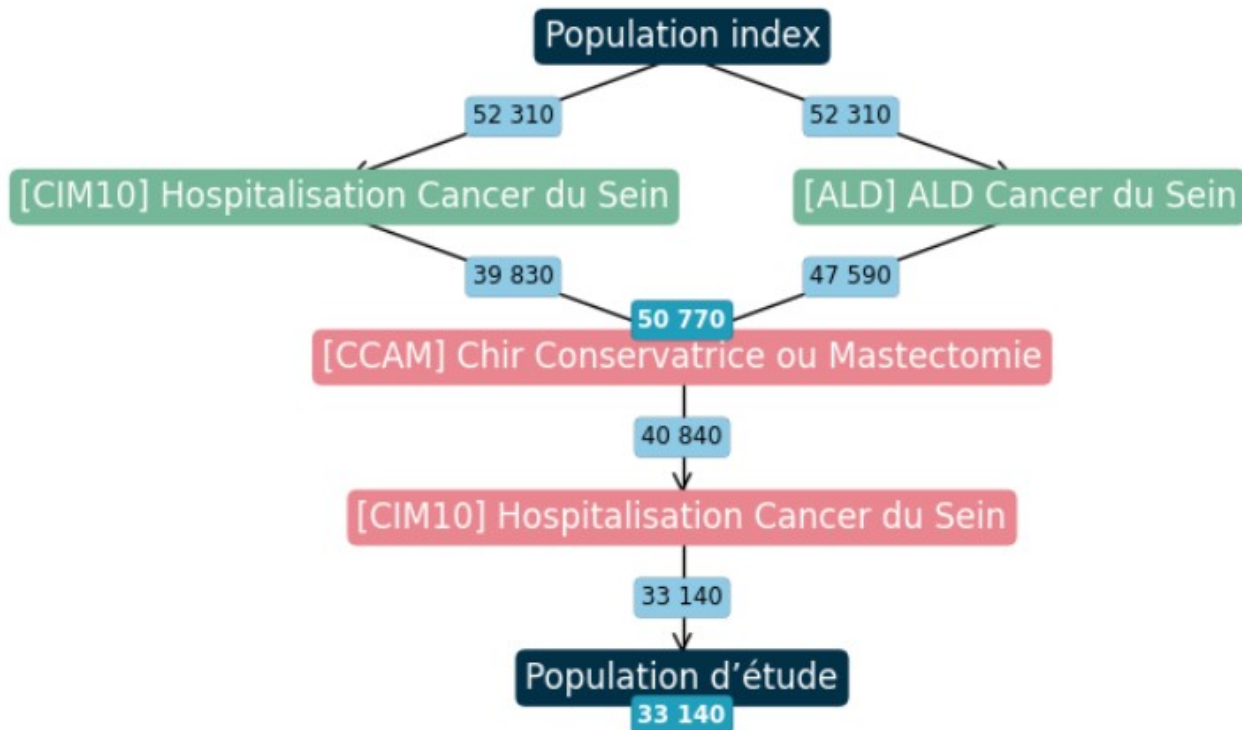 Population index
52 310
52 310
[CIM10] Hospitalisation Cancer du Sein
[ALD] ALD Cancer du Sein
39 830
47 590
50 770
[CCAM] Chir Conservatrice ou Mastectomie
40 840
[CIM10] Hospitalisation Cancer du Sein
33 140
Population d’étude
33 140